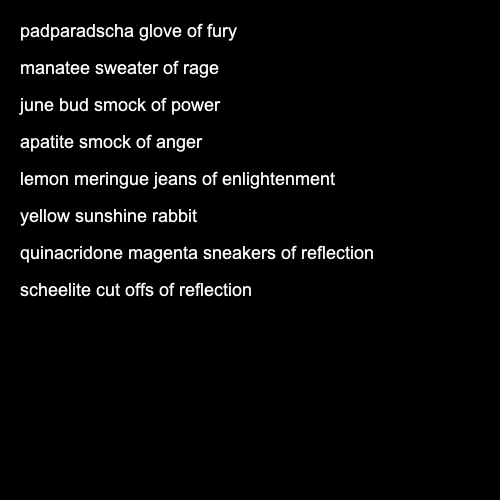 padparadscha glove of fury
manatee sweater of rage
june bud smock of power
apatite smock of anger
lemon meringue jeans of enlightenment
yellow sunshine rabbit
quinacridone magenta sneakers of reflection
scheelite cut offs of reflection